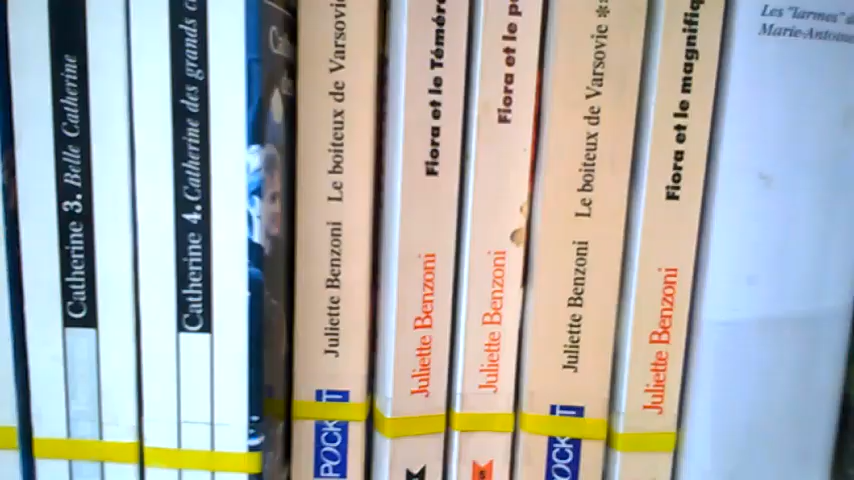 Catherine 3. Belle Catherine
Catherine 4. Catherine des grands
Juliette Benzoni Le boiteux de Varsovie
POCKET
Juliette Benzoni Fiora et le Témér
Juliette Benzoni Fiora et le p
Juliette Benzoni Le boiteux de Varsovie **
POCKET
Juliette Benzoni Fiora et le magnifiq
Les "larmes" d
Marie-Antoine